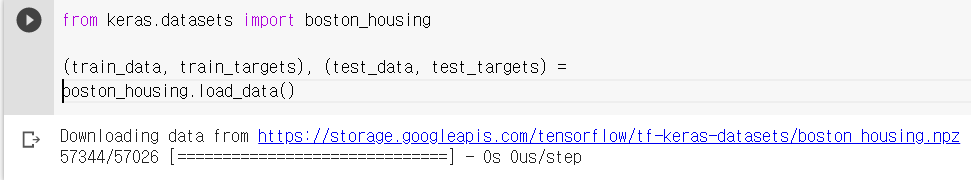 from keras.datasets import boston_housing
(train_data, train_targets), (test_data, test_targets) =
boston_housing.load_data()
Downloading data from https://storage.googleapis.com/tensorflow/tf-keras-datasets/boston_housing.npz
57344/57026 [==============================] - 0s 0us/step